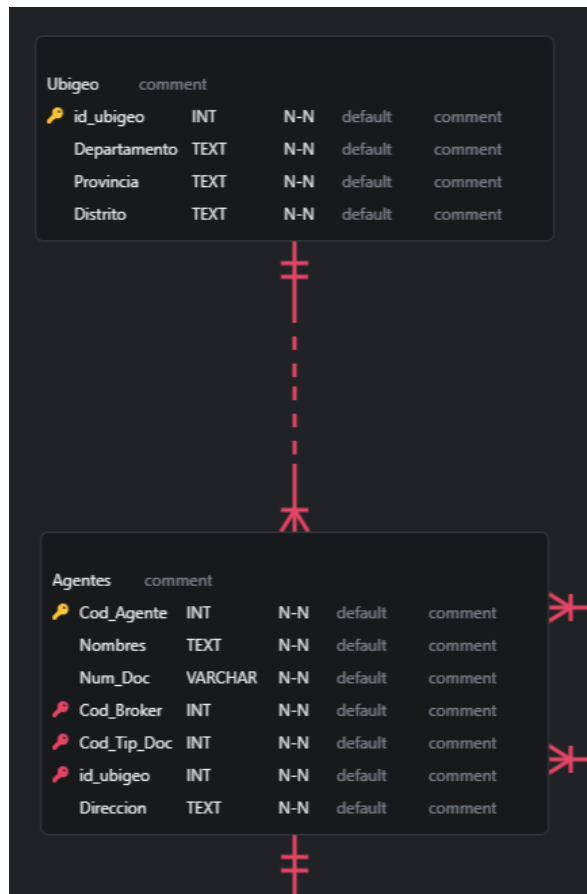 Ubigeo comment
id_ubigeo INT N-N default comment
Departamento TEXT N-N default comment
Provincia TEXT N-N default comment
Distrito TEXT N-N default comment
Agentes comment
Cod_Agente INT N-N default comment
Nombres TEXT N-N default comment
Num_Doc VARCHAR N-N default comment
Cod_Broker INT N-N default comment
Cod_Tip_Doc INT N-N default comment
id_ubigeo INT N-N default comment
Direccion TEXT N-N default comment